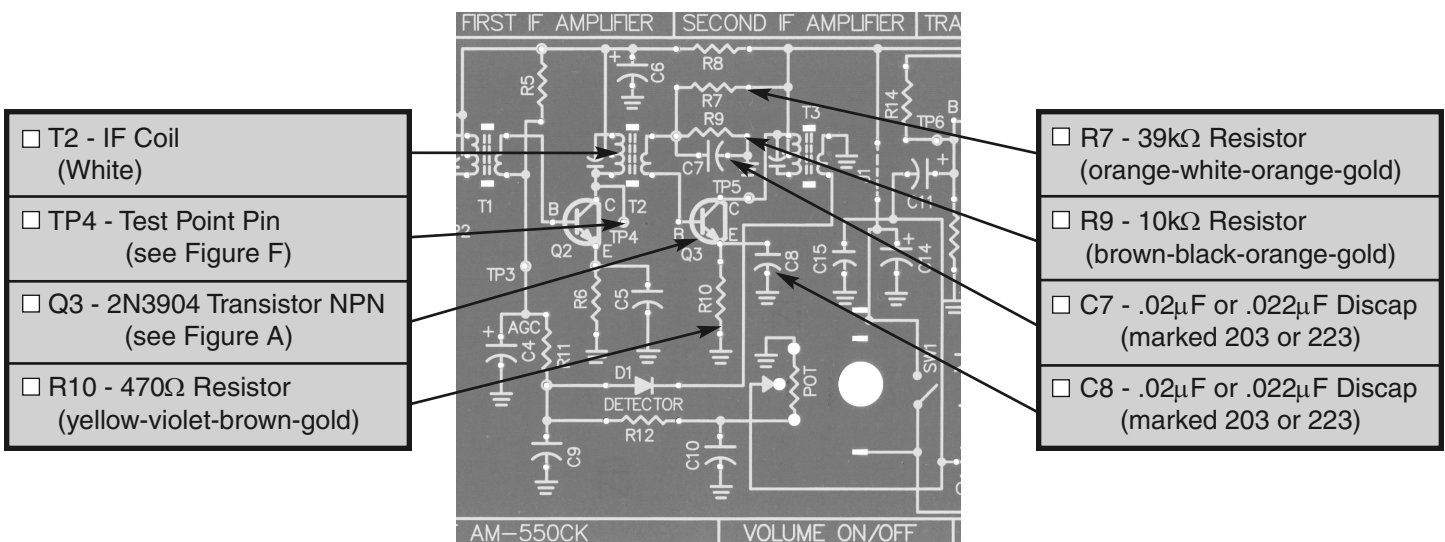 FIRST IF AMPLIFIER
SECOND IF AMPLIFIER
TRA
□ T2 - IF Coil
(White)
□ TP4 - Test Point Pin
(see Figure F)
□ Q3 - 2N3904 Transistor NPN
(see Figure A)
□ R10 - 470Ω Resistor
(yellow-violet-brown-gold)
R5
+
C6
R8
R7
R9
C7
T3
R14
TP6
B
T1
B
C
Q2
E
T2
TP4
TP5
B
C
E
Q3
C8
C15
+
C14
C11
+
TP3
R6
C5
R10
AGC
+
C4
R11
D1
DETECTOR
R12
C9
C10
POT
SW1
AM-550CK
VOLUME ON/OFF
□ R7 - 39kΩ Resistor
(orange-white-orange-gold)
□ R9 - 10kΩ Resistor
(brown-black-orange-gold)
□ C7 - .02μF or .022μF Discap
(marked 203 or 223)
□ C8 - .02μF or .022μF Discap
(marked 203 or 223)